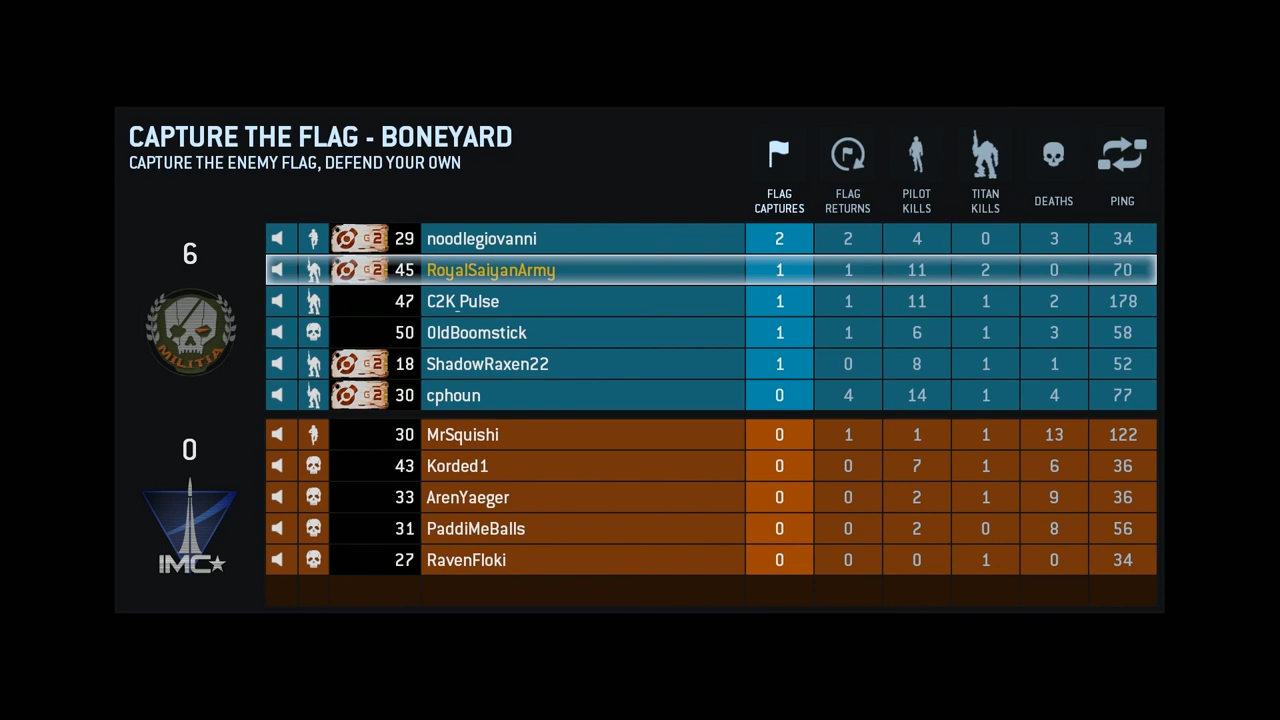 CAPTURE THE FLAG - BONEYARD
CAPTURE THE ENEMY FLAG, DEFEND YOUR OWN
FLAG CAPTURES FLAG RETURNS PILOT KILLS TITAN KILLS DEATHS PING
6
MILITIA
G2 29 noodlegiovanni 2 2 4 0 3 34
G2 45 RoyalSaiyanArmy 1 1 11 2 0 70
47 C2K_Pulse 1 1 11 1 2 178
50 OldBoomstick 1 1 6 1 3 58
G2 18 ShadowRaxen22 1 0 8 1 1 52
G2 30 cphoun 0 4 14 1 4 77
0
IMC
30 MrSquishi 0 1 1 1 13 122
43 Korded1 0 0 7 1 6 36
33 ArenYaeger 0 0 2 1 9 36
31 PaddiMeBalls 0 0 2 0 8 56
27 RavenFloki 0 0 0 1 0 34